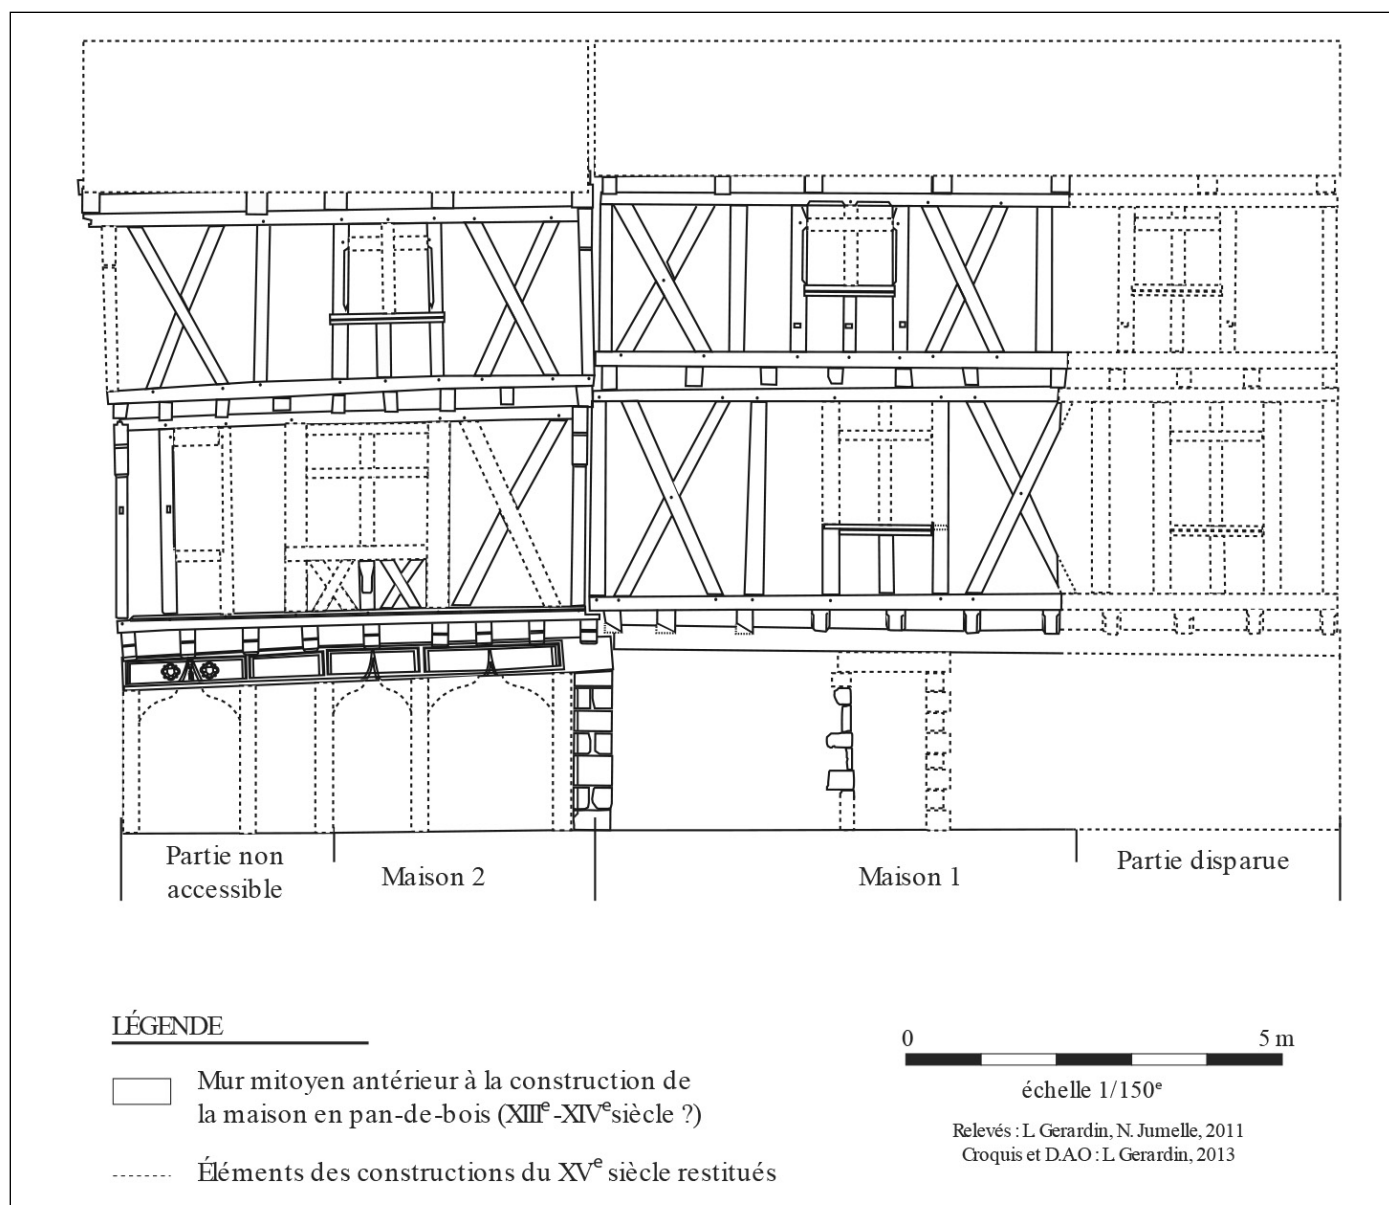 Partie non
accessible
Maison 2
Maison 1
Partie disparue
LÉGENDE
Mur mitoyen antérieur à la construction de
la maison en pan-de-bois (XIIIᵉ-XIVᵉ siècle ?)
Éléments des constructions du XVᵉ siècle restitués
0 5 m
échelle 1/150ᵉ
Relevés : L. Gerardin, N. Jumelle, 2011
Croquis et D.A.O : L. Gerardin, 2013